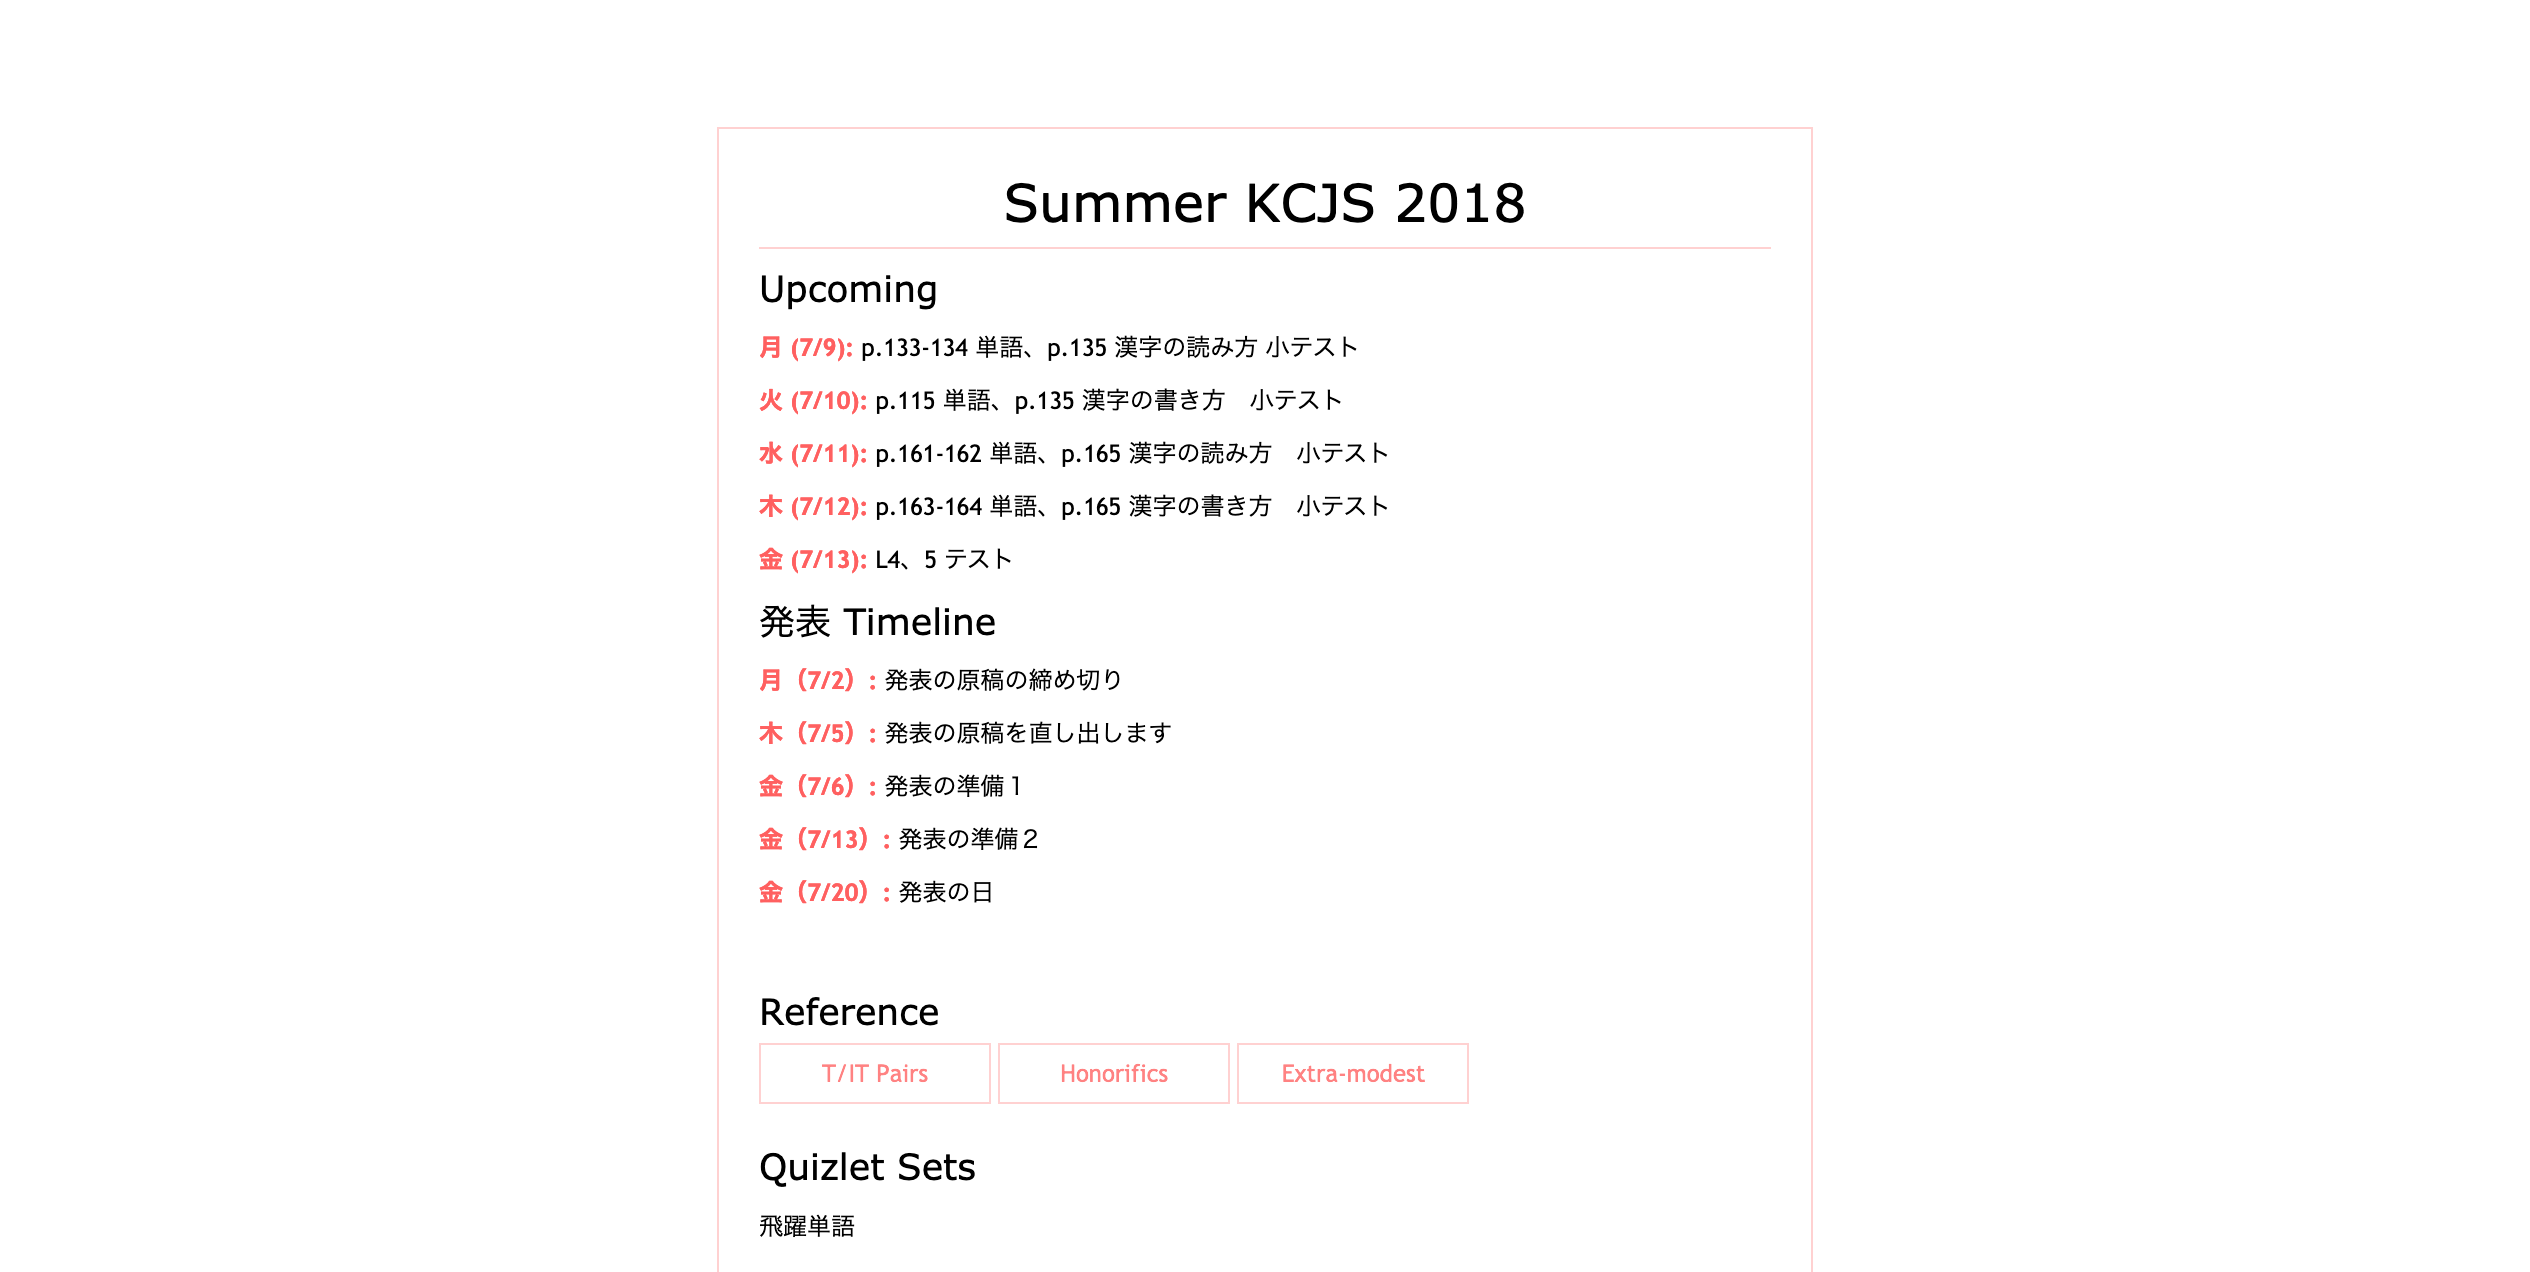 Summer KCJS 2018
Upcoming
月 (7/9): p.133-134 単語、p.135 漢字の読み方 小テスト
火 (7/10): p.115 単語、p.135 漢字の書き方　小テスト
水 (7/11): p.161-162 単語、p.165 漢字の読み方　小テスト
木 (7/12): p.163-164 単語、p.165 漢字の書き方　小テスト
金 (7/13): L4、5 テスト
発表 Timeline
月（7/2）: 発表の原稿の締め切り
木（7/5）: 発表の原稿を直し出します
金（7/6）: 発表の準備１
金（7/13）: 発表の準備２
金（7/20）: 発表の日
Reference
T/IT Pairs Honorifics Extra-modest
Quizlet Sets
飛躍単語